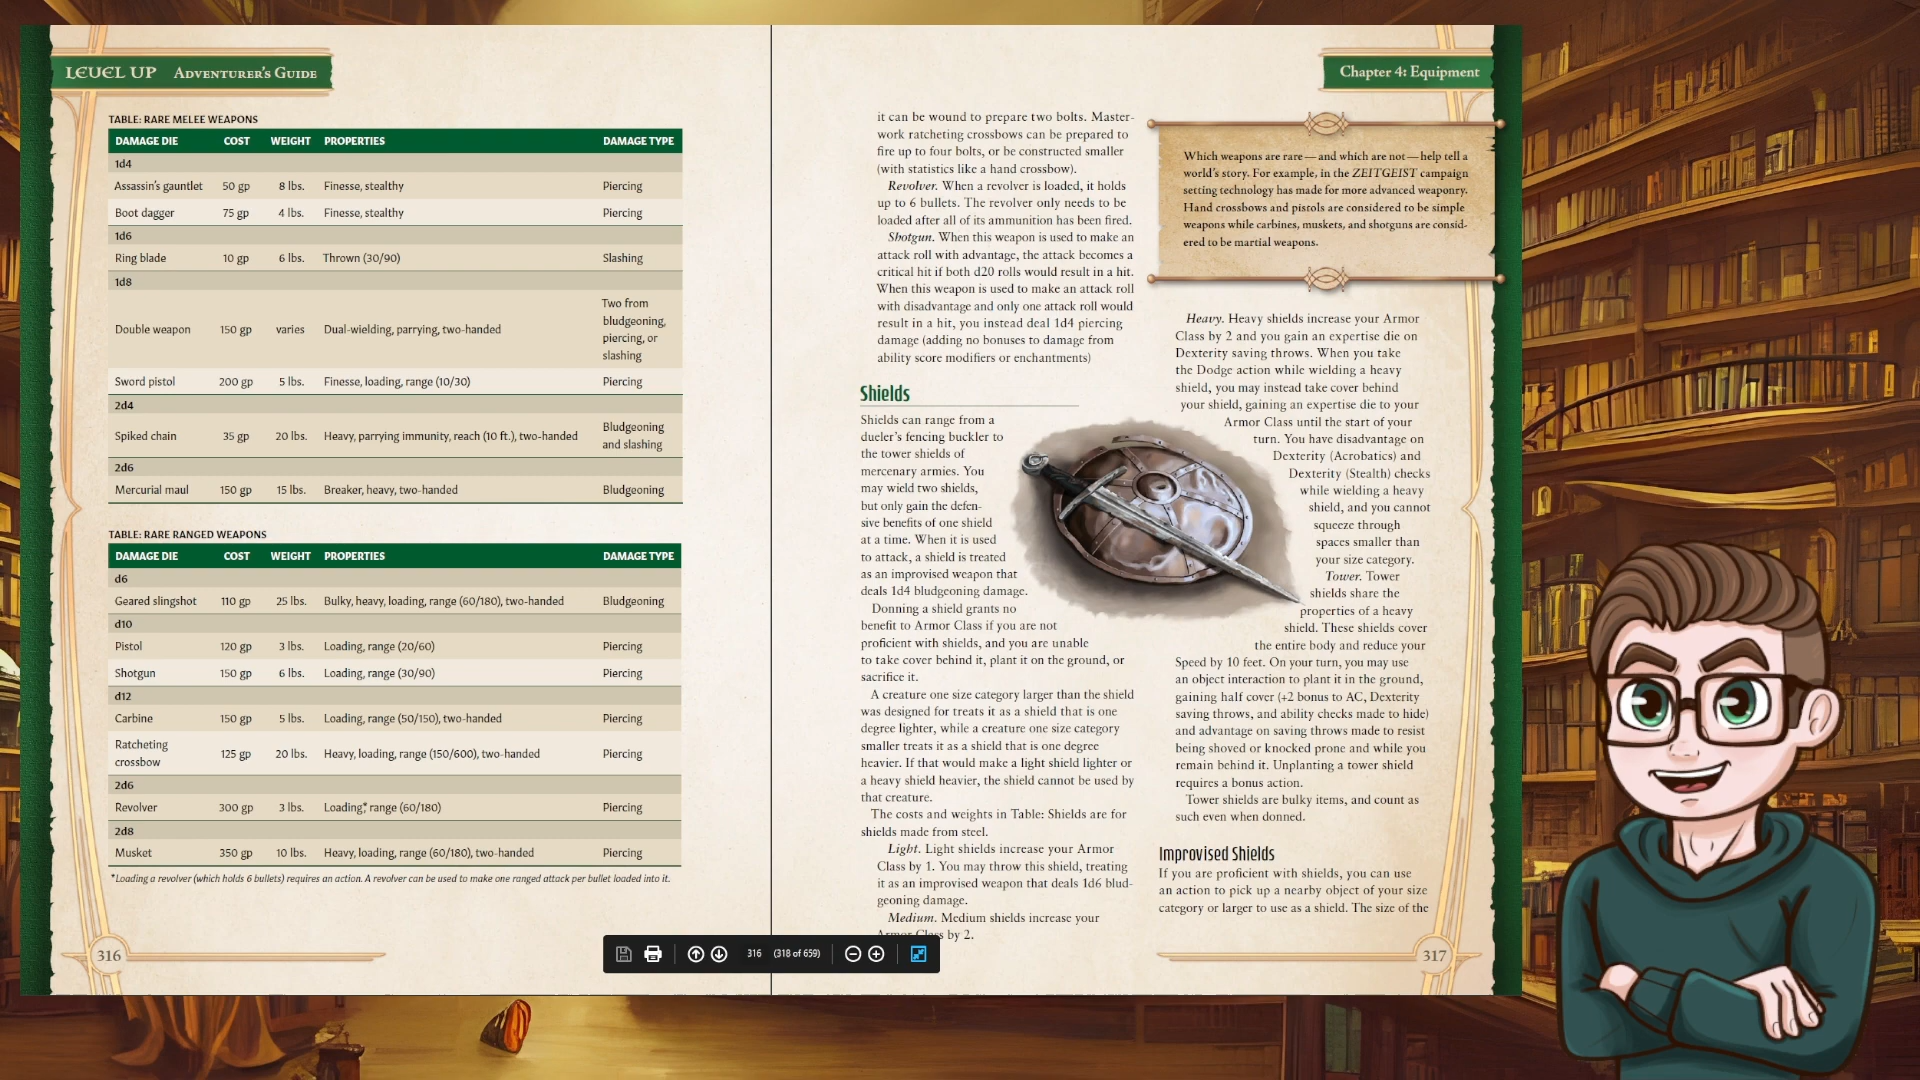 LEVEL UP ADVENTURER'S GUIDE
TABLE: RARE MELEE WEAPONS
DAMAGE DIE COST WEIGHT PROPERTIES DAMAGE TYPE
1d4
Assassin's gauntlet 50 gp 8 lbs. Finesse, stealthy Piercing
Boot dagger 75 gp 4 lbs. Finesse, stealthy Piercing
1d6
Ring blade 10 gp 6 lbs. Thrown (30/90) Slashing
1d8
Double weapon 150 gp varies Dual-wielding, parrying, two-handed Two from
bludgeoning,
piercing, or
slashing
Sword pistol 200 gp 5 lbs. Finesse, loading, range (10/30) Piercing
2d4
Spiked chain 35 gp 20 lbs. Heavy, parrying immunity, reach (10 ft.), two-handed Bludgeoning
and slashing
2d6
Mercurial maul 150 gp 15 lbs. Breaker, heavy, two-handed Bludgeoning
TABLE: RARE RANGED WEAPONS
DAMAGE DIE COST WEIGHT PROPERTIES DAMAGE TYPE
d6
Geared slingshot 110 gp 25 lbs. Bulky, heavy, loading, range (60/180), two-handed Bludgeoning
d10
Pistol 120 gp 3 lbs. Loading, range (20/60) Piercing
Shotgun 150 gp 6 lbs. Loading, range (30/90) Piercing
d12
Carbine 150 gp 5 lbs. Loading, range (50/150), two-handed Piercing
Ratcheting
crossbow 125 gp 20 lbs. Heavy, loading, range (150/600), two-handed Piercing
2d6
Revolver 300 gp 3 lbs. Loading,* range (60/180) Piercing
2d8
Musket 350 gp 10 lbs. Heavy, loading, range (60/180), two-handed Piercing
*Loading a revolver (which holds 6 bullets) requires an action. A revolver can be used to make one ranged attack per bullet loaded into it.
316
Chapter 4: Equipment
it can be wound to prepare two bolts. Master-
work ratcheting crossbows can be prepared to
fire up to four bolts, or be constructed smaller
(with statistics like a hand crossbow).
Revolver. When a revolver is loaded, it holds
up to 6 bullets. The revolver only needs to be
loaded after all of its ammunition has been fired.
Shotgun. When this weapon is used to make an
attack roll with advantage, the attack becomes a
critical hit if both d20 rolls would result in a hit.
When this weapon is used to make an attack roll
with disadvantage and only one attack roll would
result in a hit, you instead deal 1d4 piercing
damage (adding no bonuses to damage from
ability score modifiers or enchantments)
Shields
Shields can range from a
dueler's fencing buckler to
the tower shields of
mercenary armies. You
may wield two shields,
but only gain the defen-
sive benefits of one shield
at a time. When it is used
to attack, a shield is treated
as an improvised weapon that
deals 1d4 bludgeoning damage.
Donning a shield grants no
benefit to Armor Class if you are not
proficient with shields, and you are unable
to take cover behind it, plant it on the ground, or
sacrifice it.
A creature one size category larger than the shield
was designed for treats it as a shield that is one
degree lighter, while a creature one size category
smaller treats it as a shield that is one degree
heavier. If that would make a light shield lighter or
a heavy shield heavier, the shield cannot be used by
that creature.
The costs and weights in Table: Shields are for
shields made from steel.
Light. Light shields increase your Armor
Class by 1. You may throw this shield, treating
it as an improvised weapon that deals 1d6 blud-
geoning damage.
Medium. Medium shields increase your
Armor Class by 2.
Which weapons are rare—and which are not—help tell a
world's story. For example, in the ZEITGEIST campaign
setting technology has made for more advanced weaponry.
Hand crossbows and pistols are considered to be simple
weapons while carbines, muskets, and shotguns are consid-
ered to be martial weapons.
Heavy. Heavy shields increase your Armor
Class by 2 and you gain an expertise die on
Dexterity saving throws. When you take
the Dodge action while wielding a heavy
shield, you may instead take cover behind
your shield, gaining an expertise die to your
Armor Class until the start of your
turn. You have disadvantage on
Dexterity (Acrobatics) and
Dexterity (Stealth) checks
while wielding a heavy
shield, and you cannot
squeeze through
spaces smaller than
your size category.
Tower. Tower
shields share the
properties of a heavy
shield. These shields cover
the entire body and reduce your
Speed by 10 feet. On your turn, you may use
an object interaction to plant it in the ground,
gaining half cover (+2 bonus to AC, Dexterity
saving throws, and ability checks made to hide)
and advantage on saving throws made to resist
being shoved or knocked prone and while you
remain behind it. Unplanting a tower shield
requires a bonus action.
Tower shields are bulky items, and count as
such even when donned.
Improvised Shields
If you are proficient with shields, you can use
an action to pick up a nearby object of your size
category or larger to use as a shield. The size of the
317
316 (318 of 659)